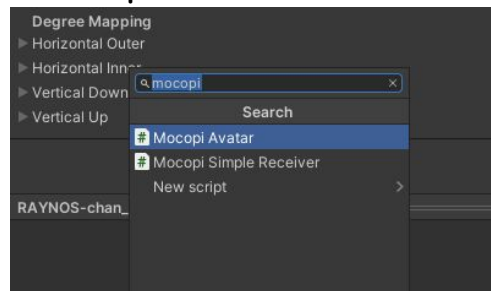 Degree Mapping
Horizontal Outer
Horizontal Inner
Vertical Down
Vertical Up
mocopi
Search
Mocopi Avatar
Mocopi Simple Receiver
New script
RAYNOS-chan_